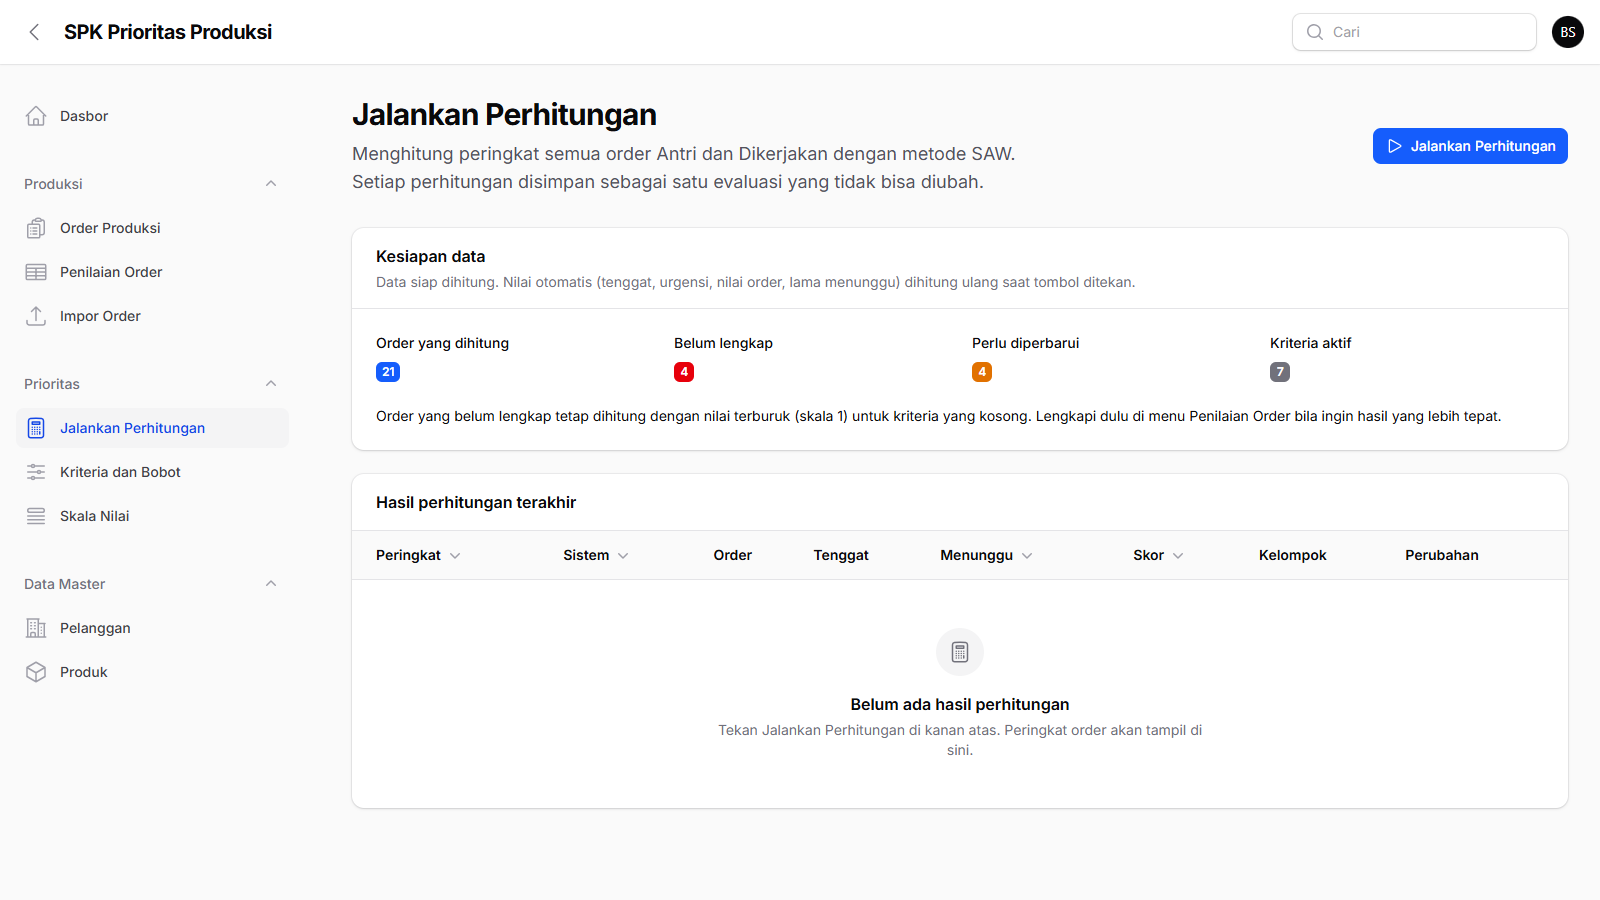 SPK Prioritas Produksi
Cari
BS
Dasbor
Produksi
Order Produksi
Penilaian Order
Impor Order
Prioritas
Jalankan Perhitungan
Kriteria dan Bobot
Skala Nilai
Data Master
Pelanggan
Produk
Jalankan Perhitungan
Menghitung peringkat semua order Antri dan Dikerjakan dengan metode SAW.
Setiap perhitungan disimpan sebagai satu evaluasi yang tidak bisa diubah.
Jalankan Perhitungan
Kesiapan data
Data siap dihitung. Nilai otomatis (tenggat, urgensi, nilai order, lama menunggu) dihitung ulang saat tombol ditekan.
Order yang dihitung Belum lengkap Perlu diperbarui Kriteria aktif
21 4 4 7
Order yang belum lengkap tetap dihitung dengan nilai terburuk (skala 1) untuk kriteria yang kosong. Lengkapi dulu di menu Penilaian Order bila ingin hasil yang lebih tepat.
Hasil perhitungan terakhir
Peringkat Sistem Order Tenggat Menunggu Skor Kelompok Perubahan
Belum ada hasil perhitungan
Tekan Jalankan Perhitungan di kanan atas. Peringkat order akan tampil di
sini.